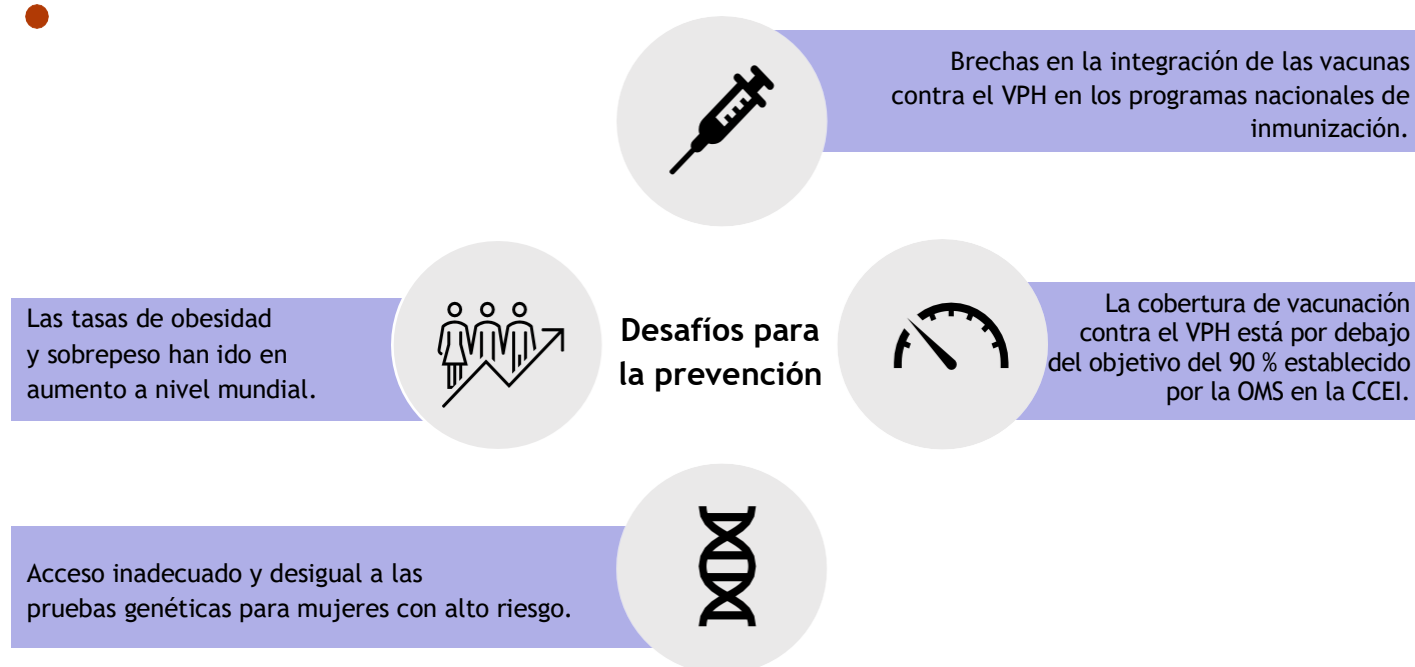 Brechas en la integración de las vacunas
contra el VPH en los programas nacionales de
inmunización.
Las tasas de obesidad
y sobrepeso han ido en
aumento a nivel mundial.
Desafíos para
la prevención
La cobertura de vacunación
contra el VPH está por debajo
del objetivo del 90 % establecido
por la OMS en la CCEI.
Acceso inadecuado y desigual a las
pruebas genéticas para mujeres con alto riesgo.